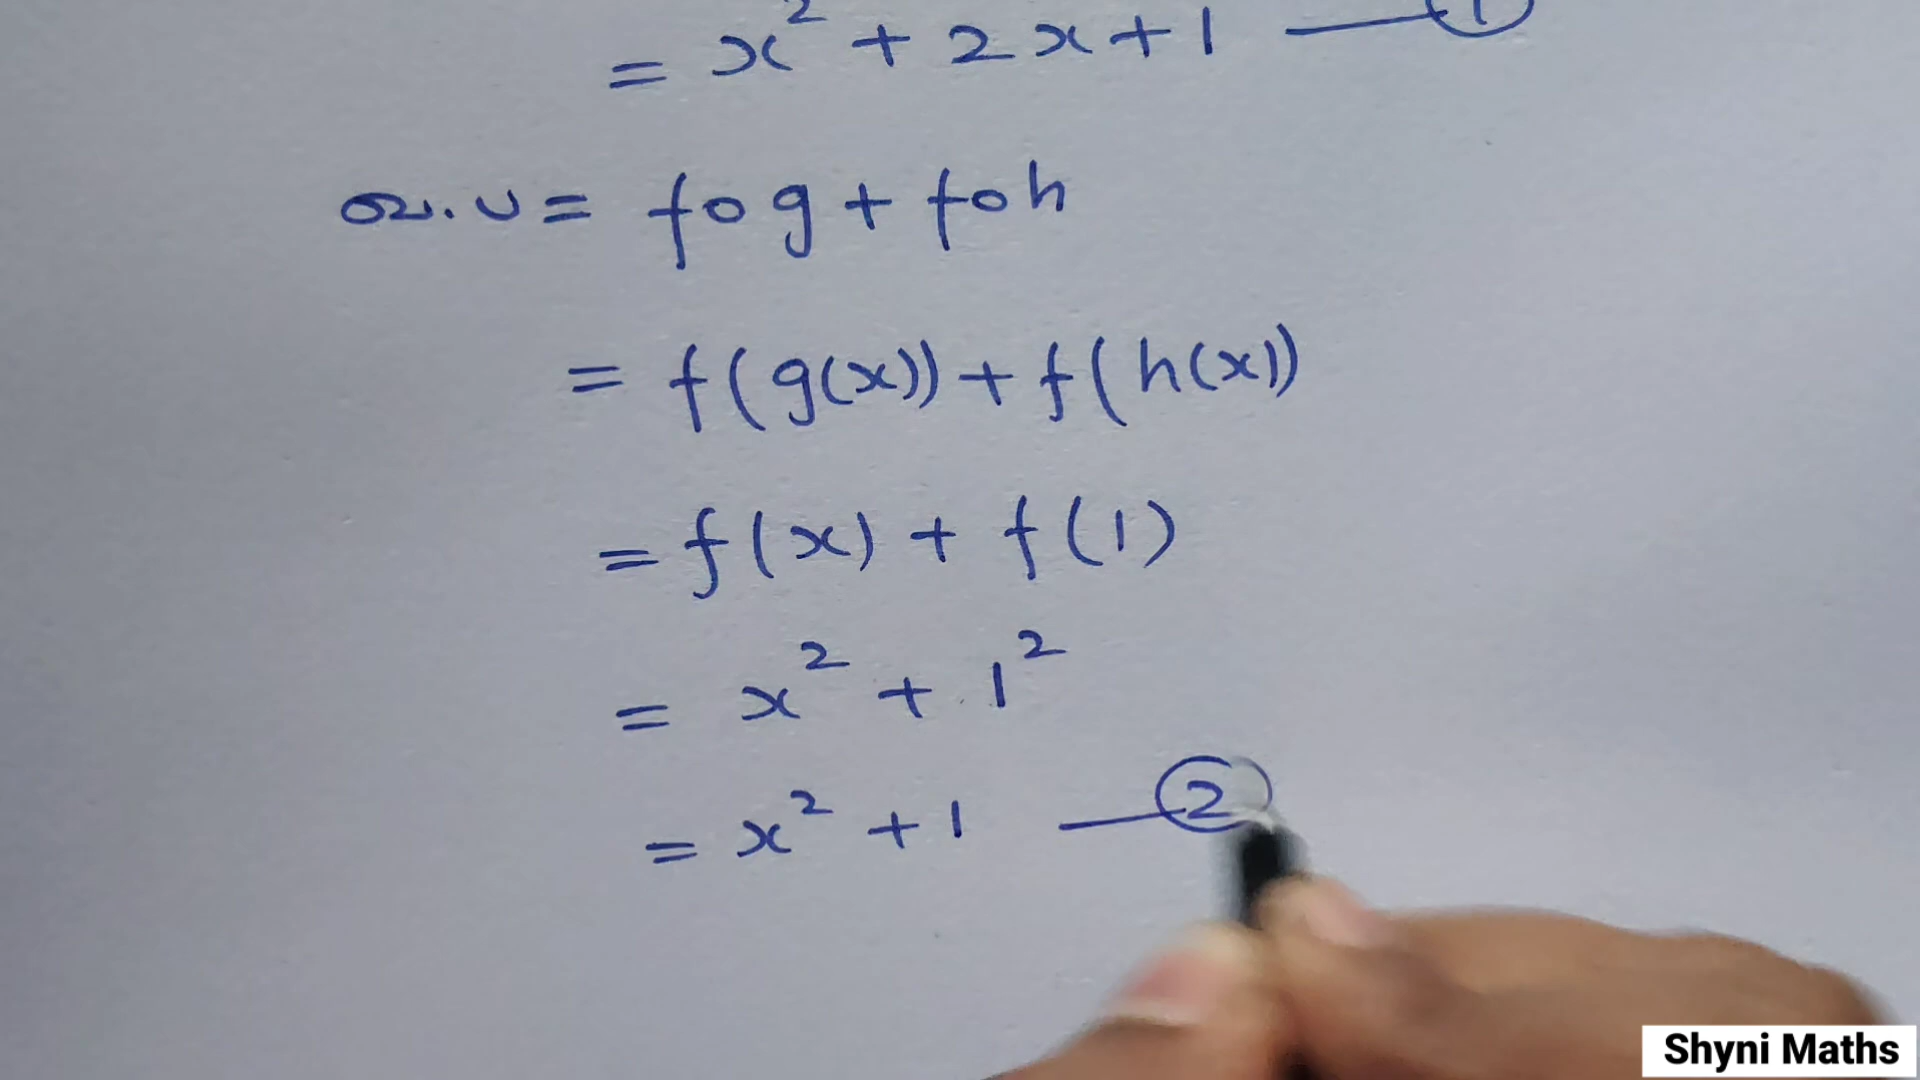 = x² + 2x + 1 —— ①
வ.ப = fog + foh
= f(g(x)) + f(h(x))
= f(x) + f(1)
= x² + 1²
= x² + 1 —— ②
Shyni Maths